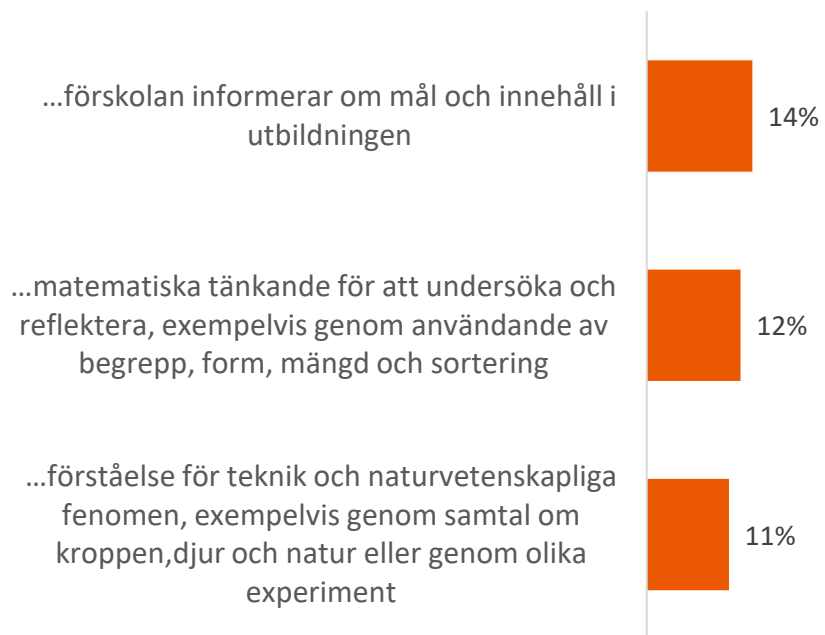 ...förskolan informerar om mål och innehåll i
utbildningen
14%
...matematiska tänkande för att undersöka och
reflektera, exempelvis genom användande av
begrepp, form, mängd och sortering
12%
...förståelse för teknik och naturvetenskapliga
fenomen, exempelvis genom samtal om
kroppen,djur och natur eller genom olika
experiment
11%